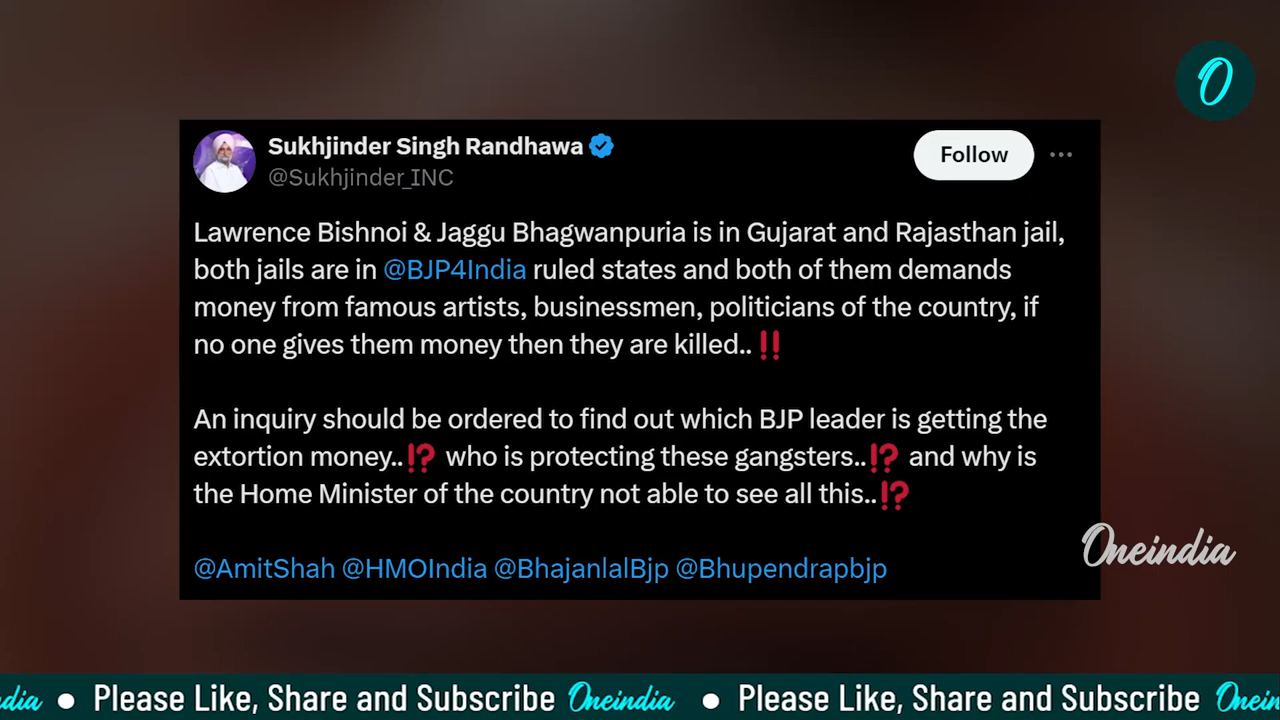 O
Sukhjinder Singh Randhawa
Follow
@Sukhjinder_INC
Lawrence Bishnoi & Jaggu Bhagwanpuria is in Gujarat and Rajasthan jail,
both jails are in @BJP4India ruled states and both of them demands
money from famous artists, businessmen, politicians of the country, if
no one gives them money then they are killed.. ‼️
An inquiry should be ordered to find out which BJP leader is getting the
extortion money..⁉️ who is protecting these gangsters..⁉️ and why is
the Home Minister of the country not able to see all this..⁉️
@AmitShah @HMOIndia @BhajanlalBjp @Bhupendrapbjp
Oneindia
ndia ● Please Like, Share and Subscribe Oneindia ● Please Like, Share and Subscribe Onein